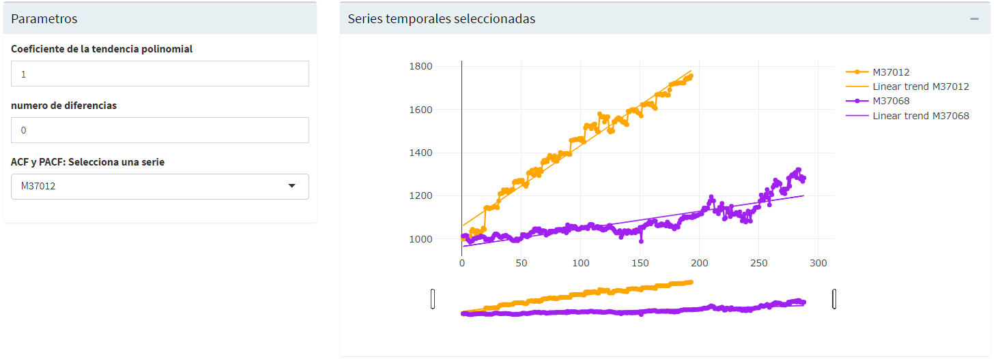 Parametros
Coeficiente de la tendencia polinomial
1
numero de diferencias
0
ACF y PACF: Selecciona una serie
M37012
Series temporales seleccionadas
1800
1600
1400
1200
1000
0 50 100 150 200 250 300
M37012
Linear trend M37012
M37068
Linear trend M37068